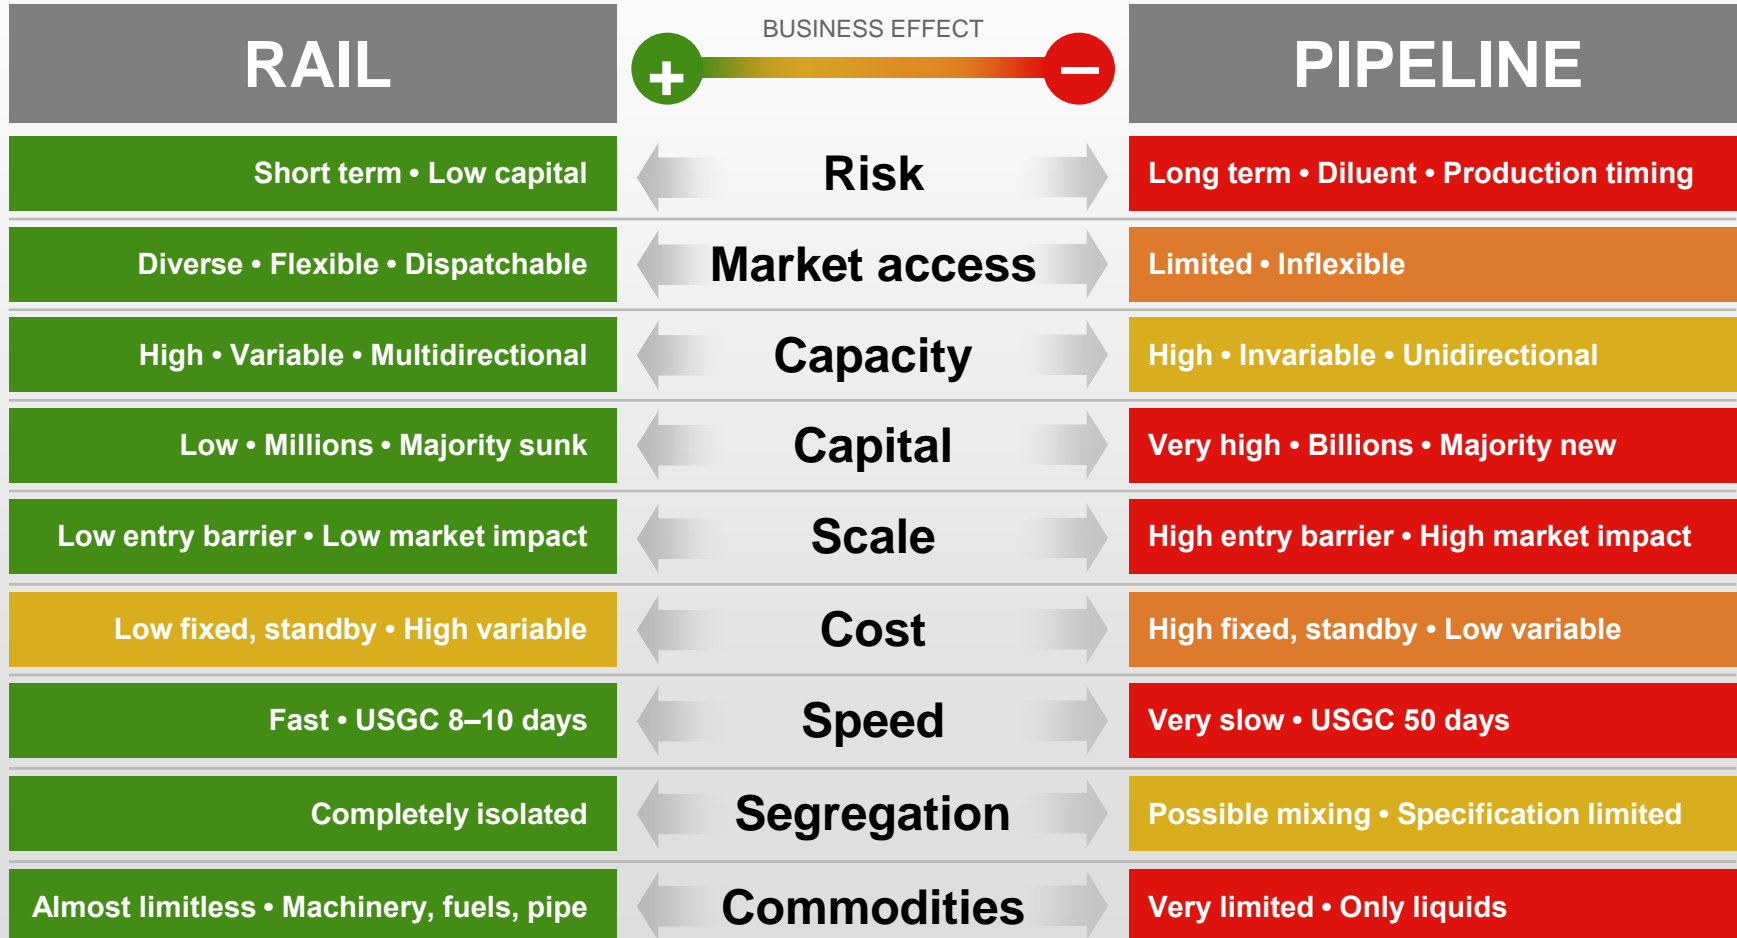 RAIL
BUSINESS EFFECT
+
–
PIPELINE
Short term • Low capital
Risk
Long term • Diluent • Production timing
Diverse • Flexible • Dispatchable
Market access
Limited • Inflexible
High • Variable • Multidirectional
Capacity
High • Invariable • Unidirectional
Low • Millions • Majority sunk
Capital
Very high • Billions • Majority new
Low entry barrier • Low market impact
Scale
High entry barrier • High market impact
Low fixed, standby • High variable
Cost
High fixed, standby • Low variable
Fast • USGC 8–10 days
Speed
Very slow • USGC 50 days
Completely isolated
Segregation
Possible mixing • Specification limited
Almost limitless • Machinery, fuels, pipe
Commodities
Very limited • Only liquids